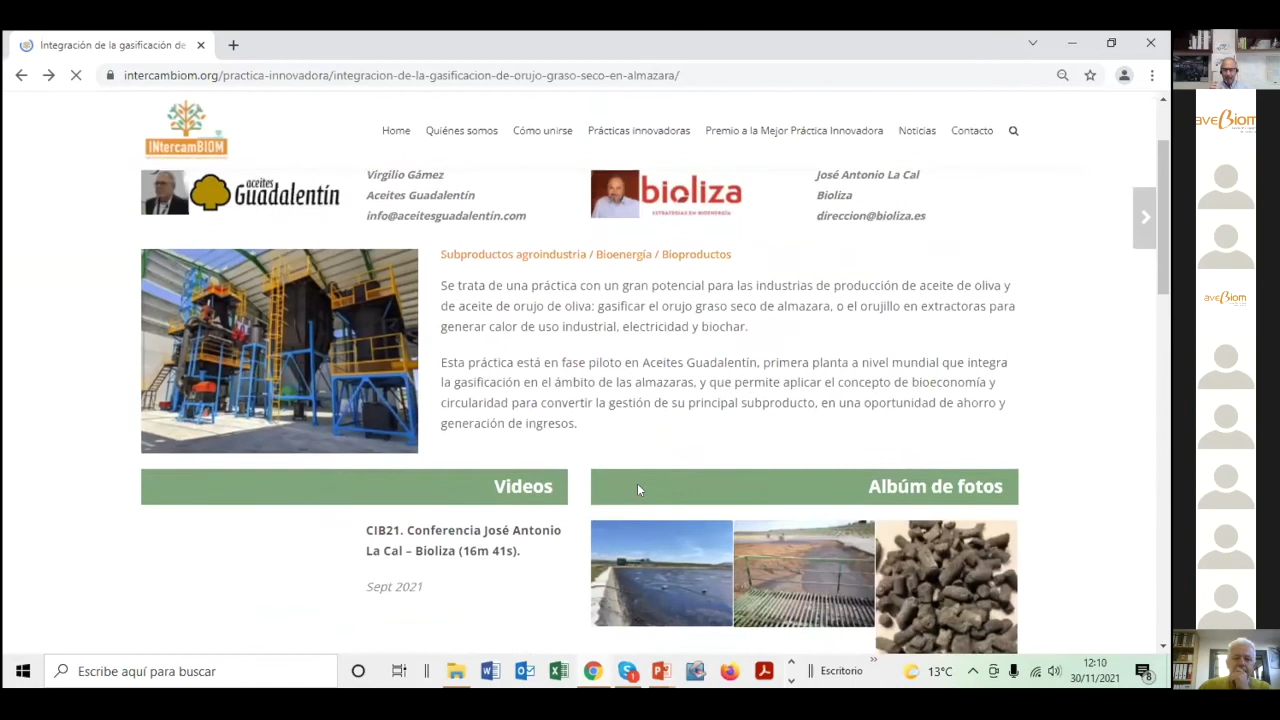 Integración de la gasificación de
intercambiom.org/practica-innovadora/integracion-de-la-gasificacion-de-orujo-graso-seco-en-almazara/
INtercamBIOM
Home Quiénes somos Cómo unirse Prácticas innovadoras Premio a la Mejor Práctica Innovadora Noticias Contacto
aceites Guadalentín
Virgilio Gámez
Aceites Guadalentín
info@aceitesguadalentin.com
bioliza
ESTRATEGIAS EN BIOENERGÍA
José Antonio La Cal
Bioliza
direccion@bioliza.es
Subproductos agroindustria / Bioenergía / Bioproductos
Se trata de una práctica con un gran potencial para las industrias de producción de aceite de oliva y
de aceite de orujo de oliva: gasificar el orujo graso seco de almazara, o el orujillo en extractoras para
generar calor de uso industrial, electricidad y biochar.
Esta práctica está en fase piloto en Aceites Guadalentín, primera planta a nivel mundial que integra
la gasificación en el ámbito de las almazaras, y que permite aplicar el concepto de bioeconomía y
circularidad para convertir la gestión de su principal subproducto, en una oportunidad de ahorro y
generación de ingresos.
Videos
Albúm de fotos
CIB21. Conferencia José Antonio
La Cal – Bioliza (16m 41s).
Sept 2021
Escribe aquí para buscar
Escritorio
13°C
12:10
30/11/2021
8
1
aveBiom
aveBiom